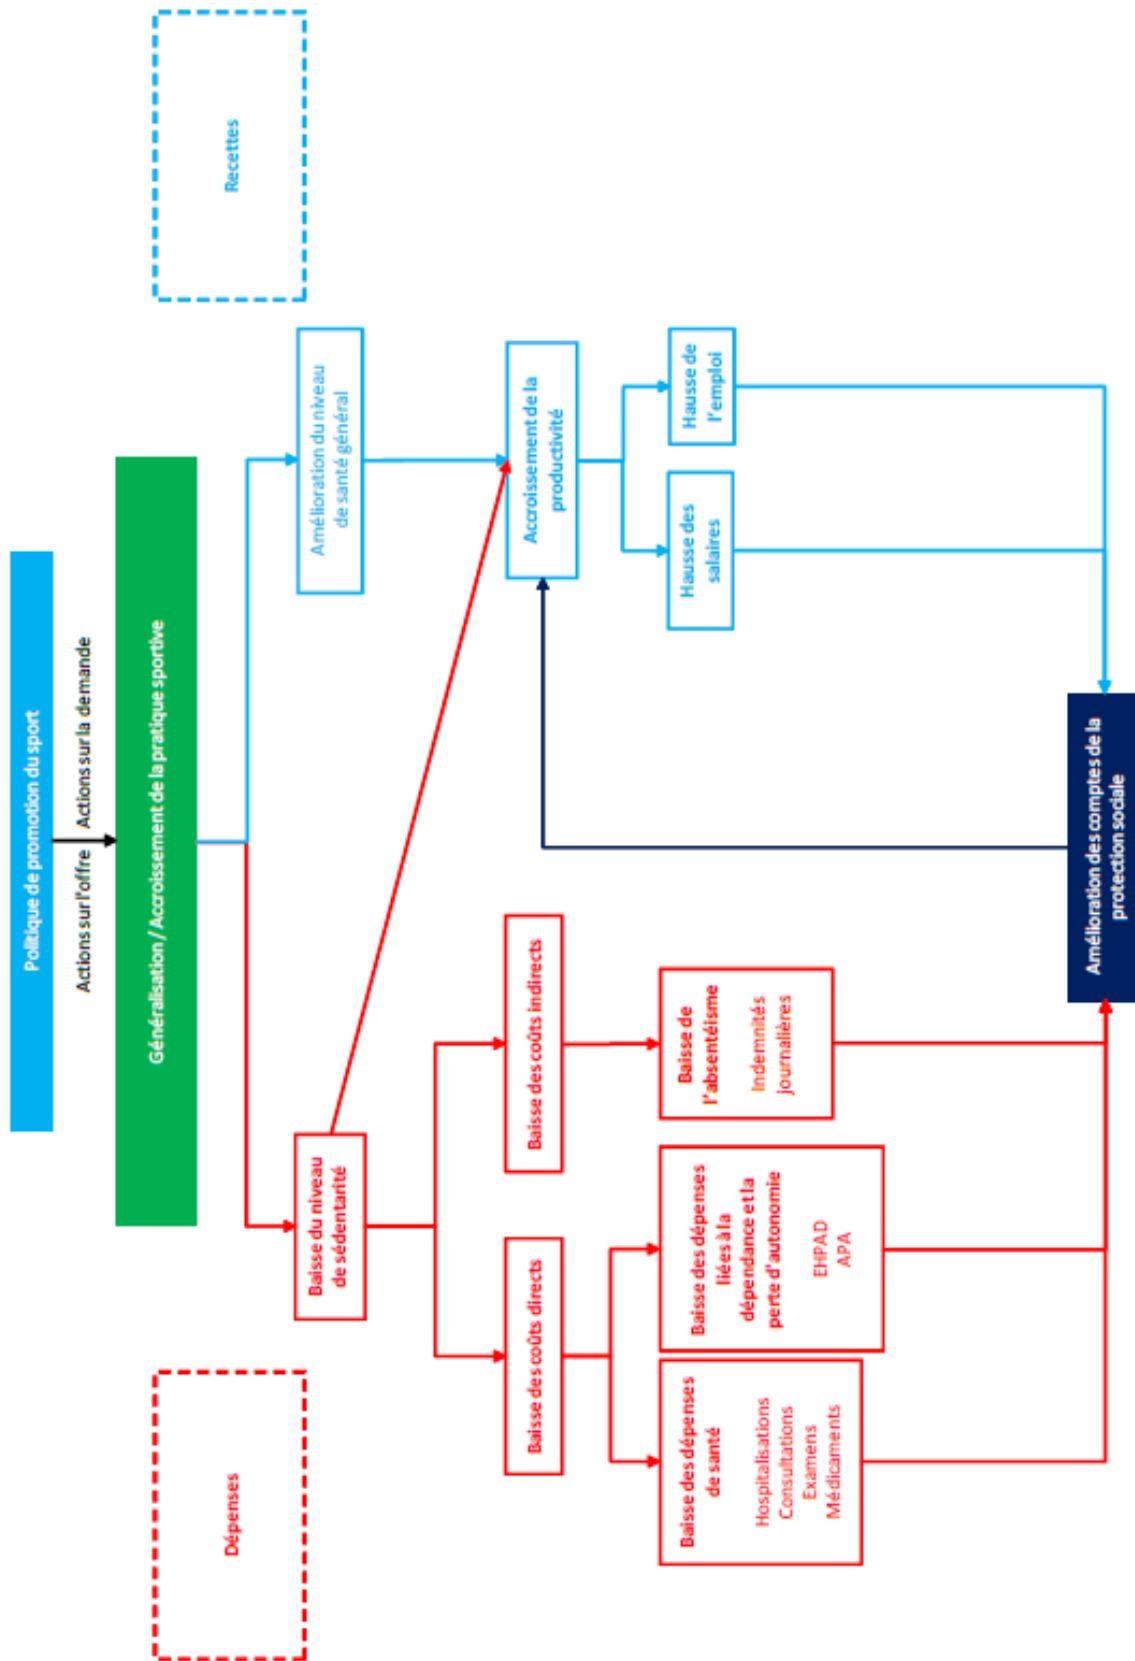 Politique de promotion du sport
Actions sur l'offre Actions sur la demande
Généralisation / Accroissement de la pratique sportive
Dépenses
Recettes
Baisse du niveau
de sédentarité
Amélioration du niveau
de santé général
Baisse des coûts directs
Baisse des coûts indirects
Accroissement de la
productivité
Baisse des dépenses
de santé
Hospitalisations
Consultations
Examens
Médicaments
Baisse des dépenses
liées à la
dépendance et la
perte d'autonomie
EHPAD
APA
Baisse de
l'absentéisme
Indemnités
journalières
Hausse des
salaires
Hausse de
l'emploi
Amélioration des comptes de la
protection sociale